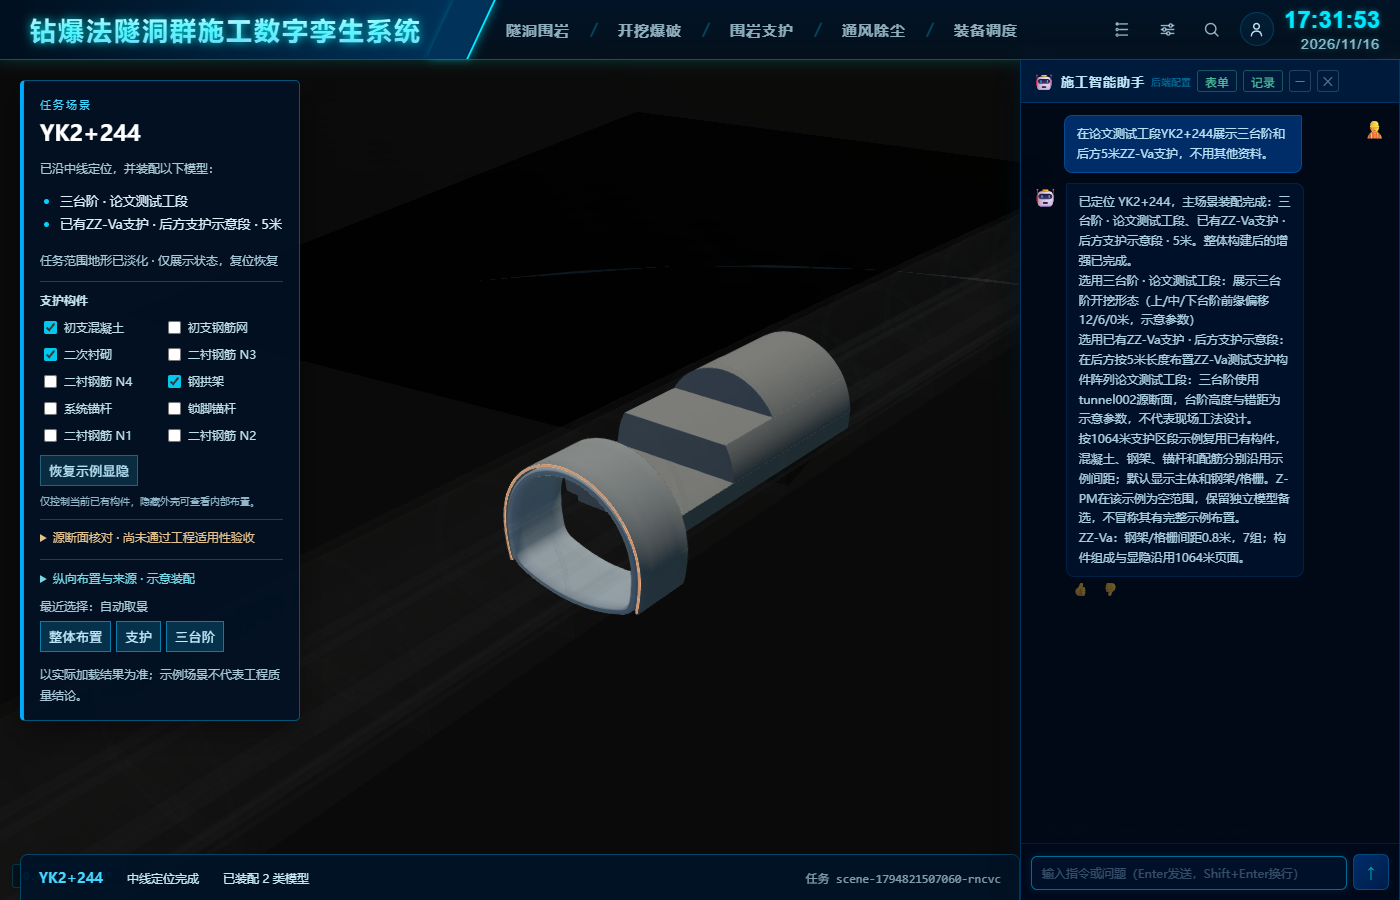 钻爆法隧洞群施工数字孪生系统
隧洞围岩 / 开挖爆破 / 围岩支护 / 通风除尘 / 装备调度
17:31:53
2026/11/16
任务场景
YK2+244
已沿中线定位，并装配以下模型：
三台阶 · 论文测试工段
已有ZZ-Va支护 · 后方支护示意段 · 5米
任务范围地形已淡化 · 仅展示状态，复位恢复
支护构件
初支混凝土 初支钢筋网
二次衬砌 二衬钢筋 N3
二衬钢筋 N4 钢拱架
系统锚杆 锁脚锚杆
二衬钢筋 N1 二衬钢筋 N2
恢复示例显隐
仅控制当前已有构件，隐藏外壳可查看内部布置。
源断面核对 · 尚未通过工程适用性验收
纵向布置与来源 · 示意装配
最近选择：自动取景
整体布置 支护 三台阶
以实际加载结果为准；示例场景不代表工程质
量结论。
施工智能助手 后端配置 表单 记录
在论文测试工段YK2+244展示三台阶和
后方5米ZZ-Va支护，不用其他资料。
已定位 YK2+244，主场景装配完成：三
台阶 · 论文测试工段、已有ZZ-Va支护 ·
后方支护示意段 · 5米。整体构建后的增
强已完成。
选用三台阶 · 论文测试工段：展示三台
阶开挖形态（上/中/下台阶前缘偏移
12/6/0米，示意参数）
选用已有ZZ-Va支护 · 后方支护示意段：
在后方按5米长度布置ZZ-Va测试支护构
件阵列论文测试工段：三台阶使用
tunnel002源断面，台阶高度与错距为
示意参数，不代表现场工法设计。
按1064米支护区段示例复用已有构件，
混凝土、钢架、锚杆和配筋分别沿用示
例间距；默认显示主体和钢架/格栅。Z-
PM在该示例为空范围，保留独立模型备
选，不冒称其有完整示例布置。
ZZ-Va：钢架/格栅间距0.8米，7组；构
件组成与显隐沿用1064米页面。
输入指令或问题（Enter发送，Shift+Enter换行）
YK2+244 中线定位完成 已装配 2 类模型
任务 scene-1794821507060-rncvc